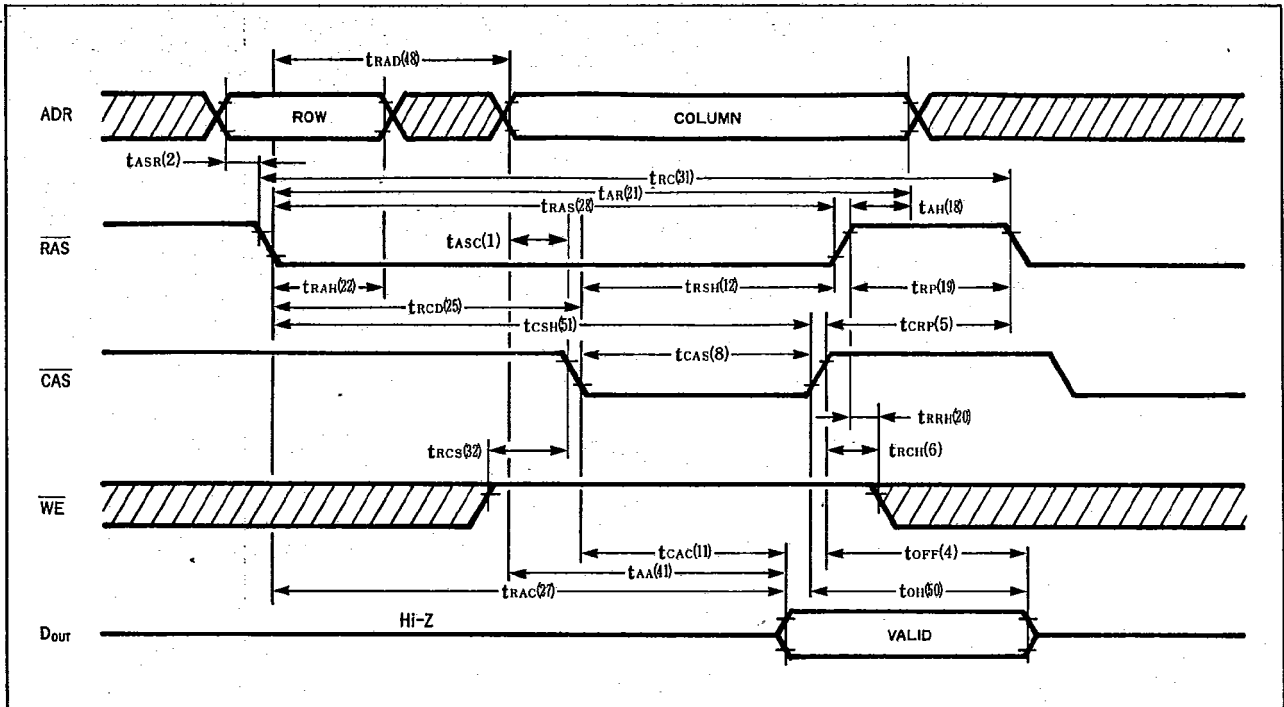 tRAD(48)
ADR
ROW
COLUMN
tASR(2)
tRC(31)
tAR(21)
tRAS(28)
tAH(18)
RAS
tASC(1)
tRAH(22)
tRSH(12)
tRP(19)
tRCD(25)
tCSH(51)
tCRP(5)
CAS
tCAS(8)
tRRH(20)
tRCS(32)
tRCH(6)
WE
tCAC(11)
tOFF(4)
tAA(41)
tRAC(27)
tOH(50)
Hi-Z
DOUT
VALID